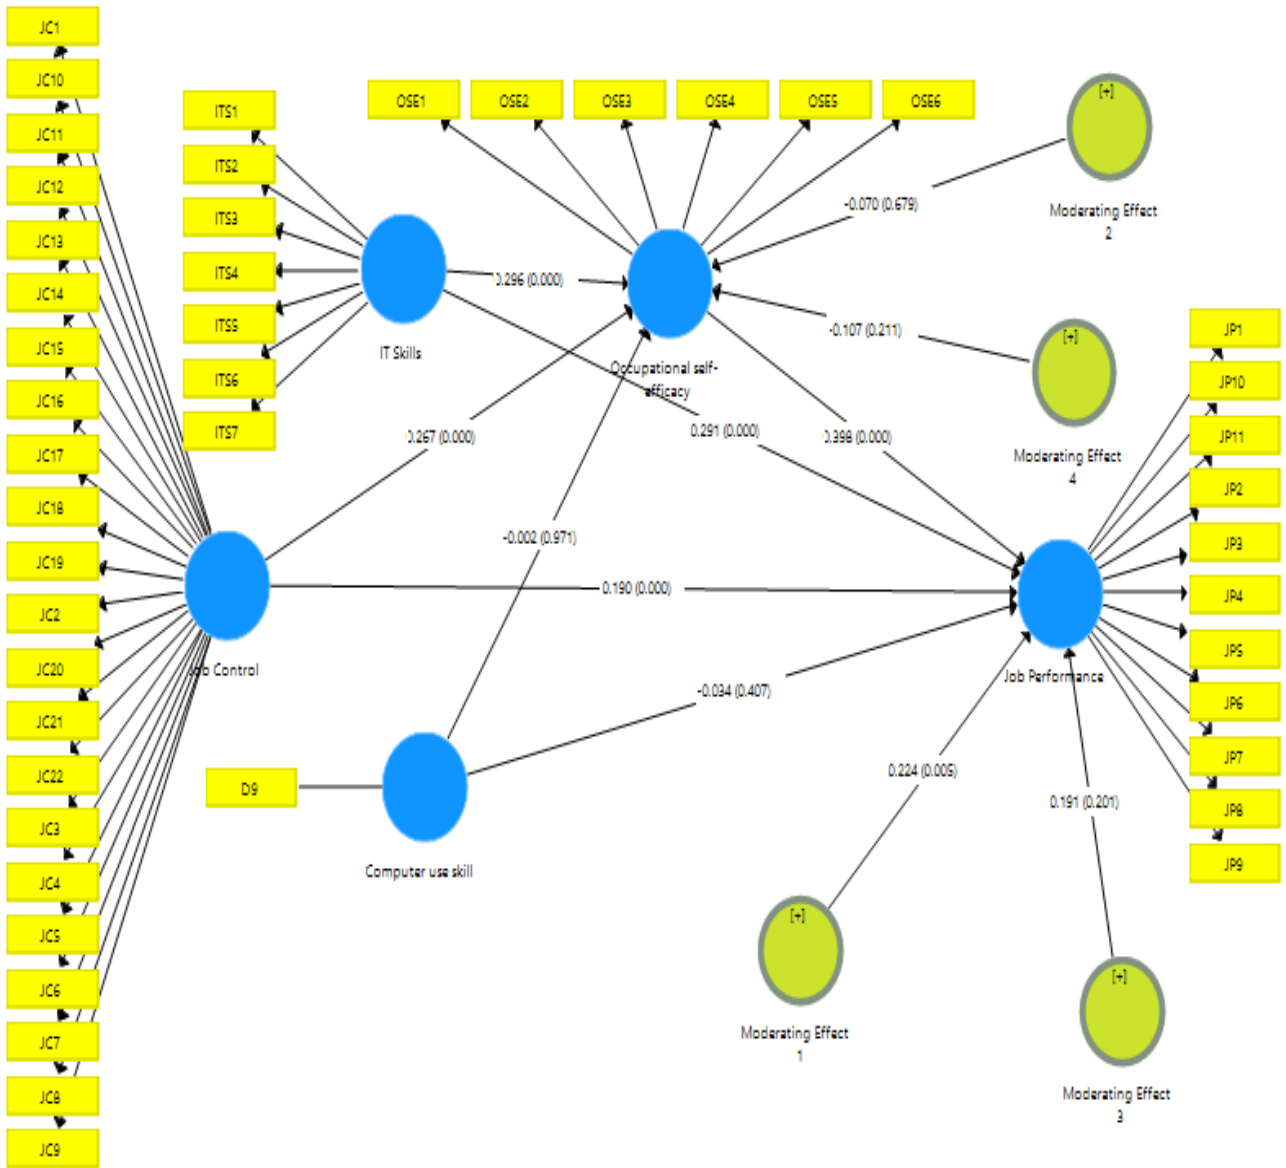 JC1
JC10
JC11
JC12
JC13
JC14
JC15
JC16
JC17
JC18
JC19
JC2
JC20
JC21
JC22
JC3
JC4
JC5
JC6
JC7
JC8
JC9
ITS1
ITS2
ITS3
ITS4
ITS5
ITS6
ITS7
OSE1
OSE2
OSE3
OSE4
OSE5
OSE6
[+]
Moderating Effect
2
-0.070 (0.679)
0.296 (0.000)
IT Skills
Occupational self-
efficacy
-0.107 (0.211)
[+]
Moderating Effect
4
0.267 (0.000)
0.291 (0.000)
0.398 (0.000)
-0.002 (0.971)
0.190 (0.000)
Job Control
Job Performance
-0.034 (0.407)
D9
Computer use skill
0.224 (0.005)
0.191 (0.201)
[+]
Moderating Effect
1
[+]
Moderating Effect
3
JP1
JP10
JP11
JP2
JP3
JP4
JP5
JP6
JP7
JP8
JP9